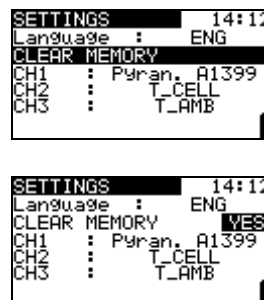 SETTINGS 14:12
Language : ENG
CLEAR MEMORY
CH1 : Pyran. A1399
CH2 : T_CELL
CH3 : T_AMB
SETTINGS 14:12
Language : ENG
CLEAR MEMORY YES
CH1 : Pyran. A1399
CH2 : T_CELL
CH3 : T_AMB